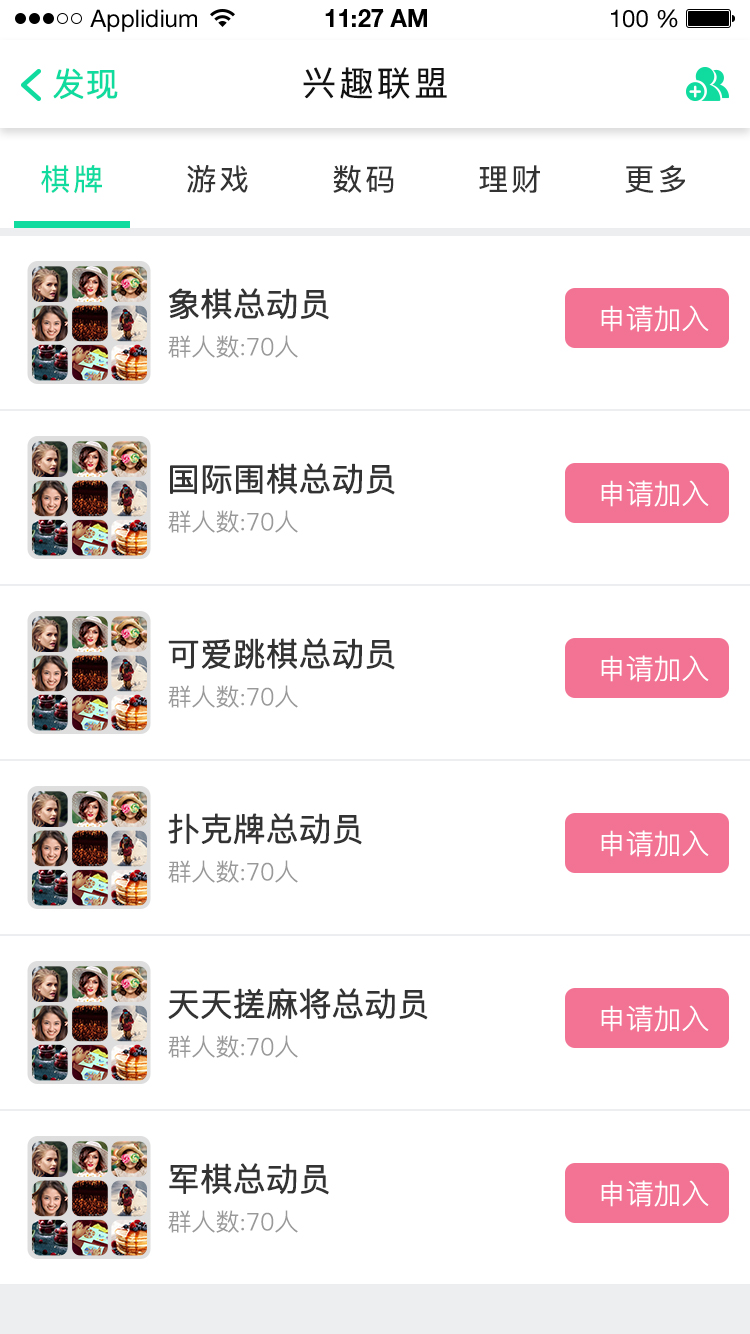 Applidium 11:27 AM 100 %
发现 兴趣联盟
棋牌 游戏 数码 理财 更多
象棋总动员
群人数:70人
申请加入
国际围棋总动员
群人数:70人
申请加入
可爱跳棋总动员
群人数:70人
申请加入
扑克牌总动员
群人数:70人
申请加入
天天搓麻将总动员
群人数:70人
申请加入
军棋总动员
群人数:70人
申请加入